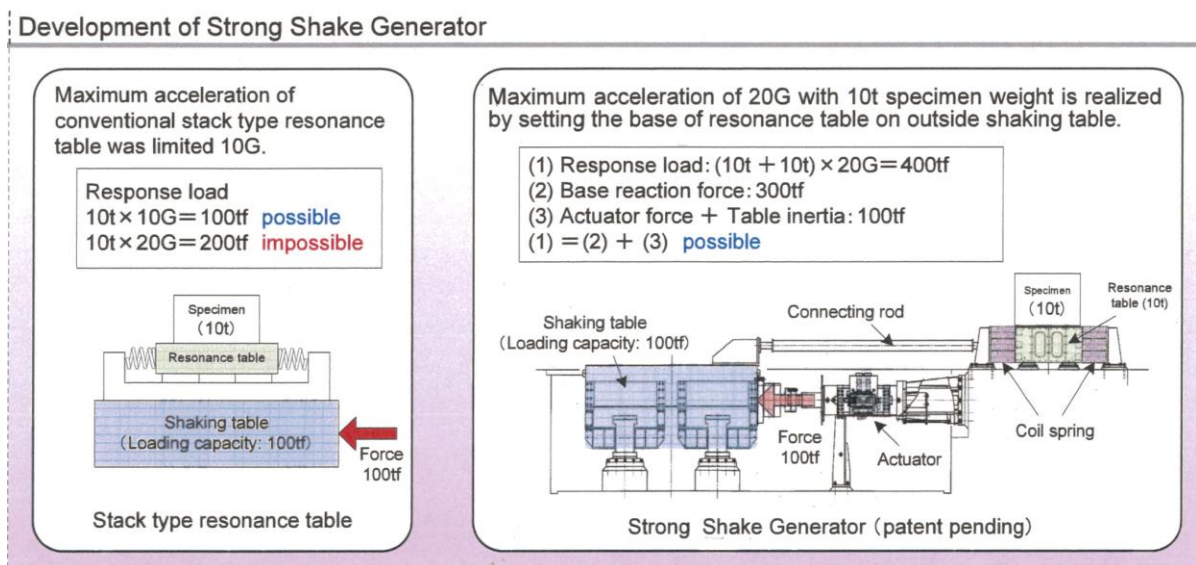 Development of Strong Shake Generator
Maximum acceleration of
conventional stack type resonance
table was limited 10G.
Response load
10t×10G=100tf possible
10t×20G=200tf impossible
Specimen
(10t)
Resonance table
Shaking table
(Loading capacity: 100tf)
Force
100tf
Stack type resonance table
Maximum acceleration of 20G with 10t specimen weight is realized
by setting the base of resonance table on outside shaking table.
(1) Response load: (10t + 10t) × 20G=400tf
(2) Base reaction force: 300tf
(3) Actuator force + Table inertia: 100tf
(1) =(2) + (3) possible
Shaking table
(Loading capacity: 100tf)
Connecting rod
Specimen
(10t)
Resonance
table (10t)
Force
100tf
Actuator
Coil spring
Strong Shake Generator (patent pending)